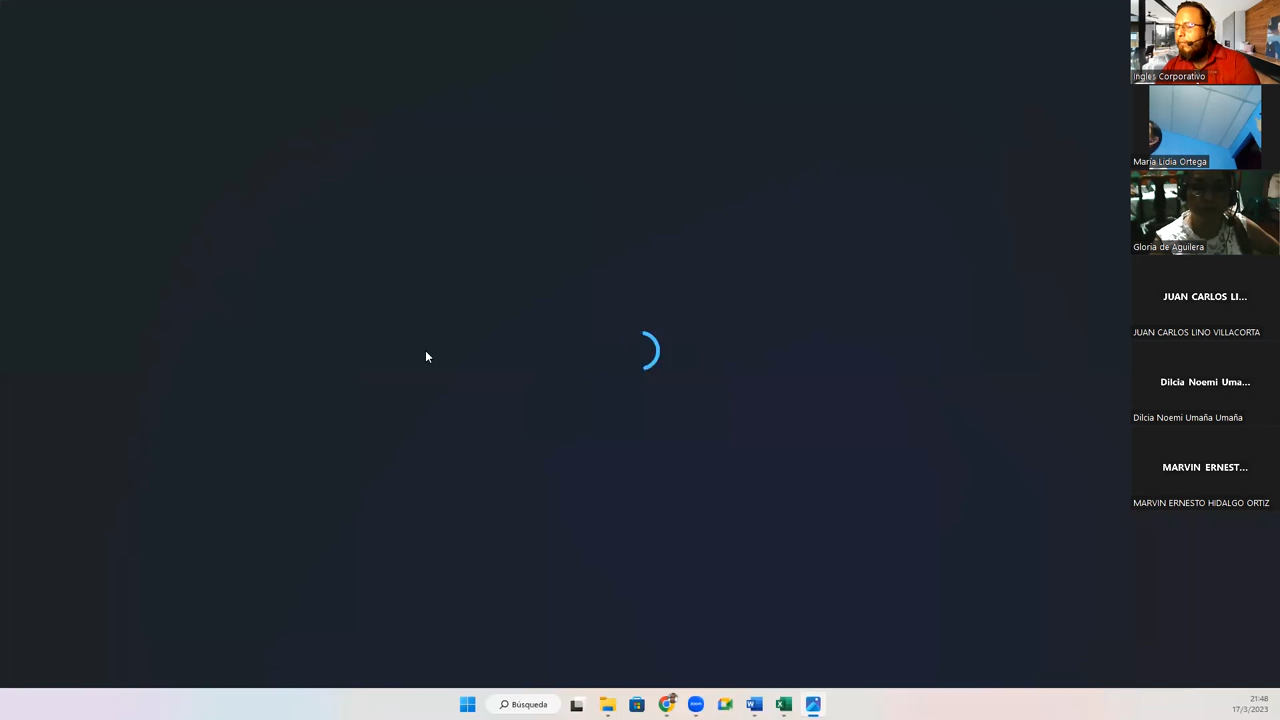 Ingles Corporativo
María Lidia Ortega
Gloria de Aguilera
JUAN CARLOS LI...
JUAN CARLOS LINO VILLACORTA
Dilcia Noemi Uma...
Dilcia Noemi Umaña Umaña
MARVIN ERNEST...
MARVIN ERNESTO HIDALGO ORTIZ
Búsqueda
zoom
W
X
21:48
17/3/2023